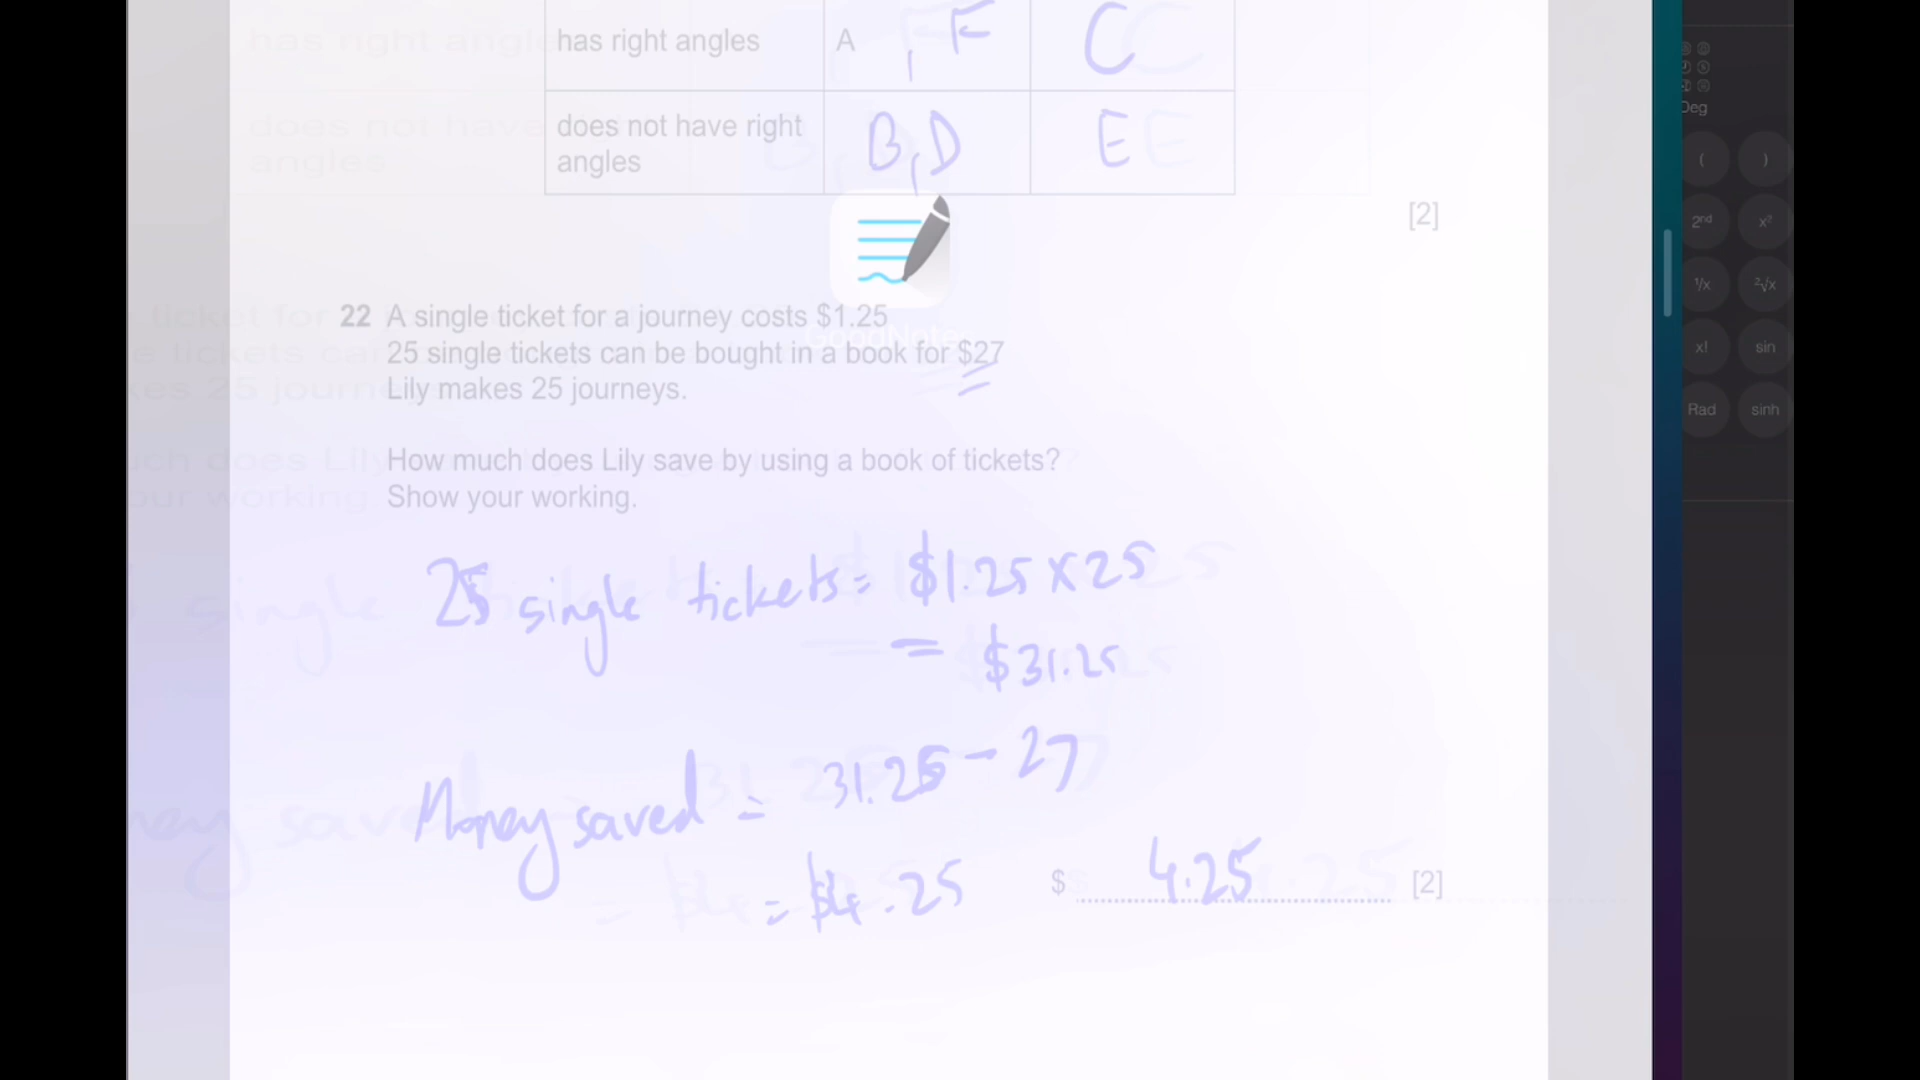 has right angles A , F C
does not have right angles B, D E
[2]
GoodNotes
22 A single ticket for a journey costs $1.25
25 single tickets can be bought in a book for $27
Lily makes 25 journeys.
How much does Lily save by using a book of tickets?
Show your working.
25 single tickets = $1.25 x 25
= $31.25
Money saved = 31.25 - 27
= $4.25
$ 4.25 [2]
Deg
( )
2nd x²
1/x ²√x
x! sin
Rad sinh